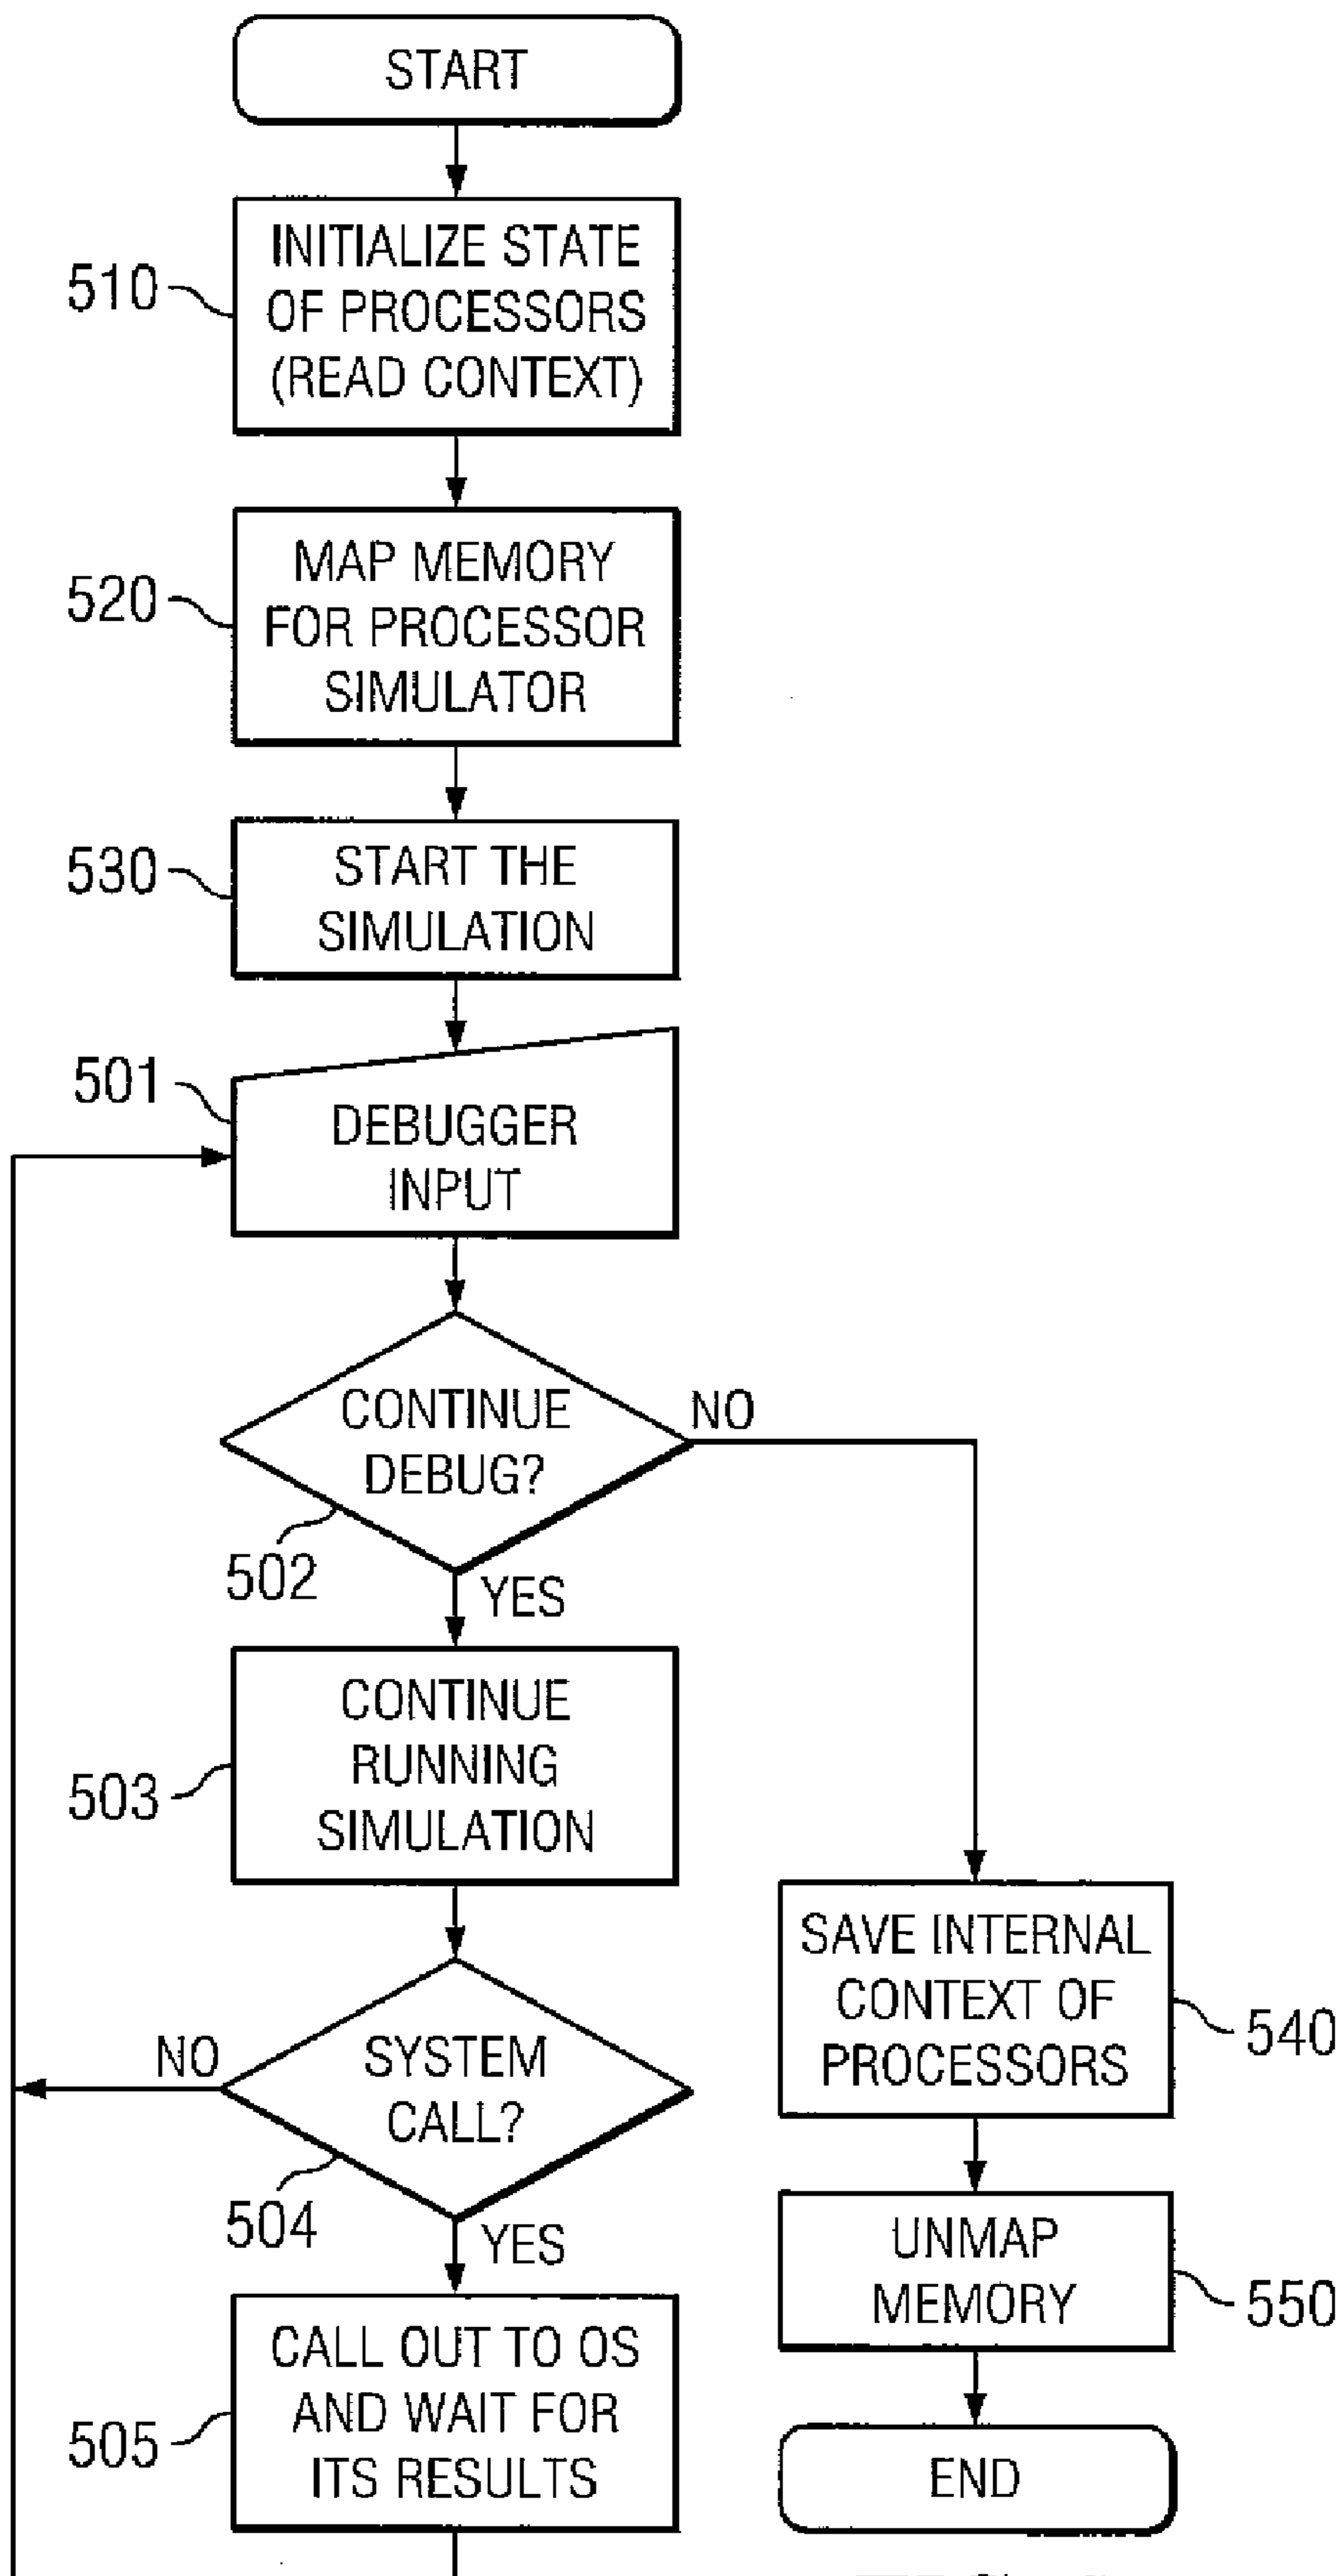 START
510
INITIALIZE STATE
OF PROCESSORS
(READ CONTEXT)
520
MAP MEMORY
FOR PROCESSOR
SIMULATOR
530
START THE
SIMULATION
501
DEBUGGER
INPUT
CONTINUE
DEBUG?
NO
502
YES
503
CONTINUE
RUNNING
SIMULATION
NO
SYSTEM
CALL?
504
YES
505
CALL OUT TO OS
AND WAIT FOR
ITS RESULTS
SAVE INTERNAL
CONTEXT OF
PROCESSORS
540
UNMAP
MEMORY
550
END